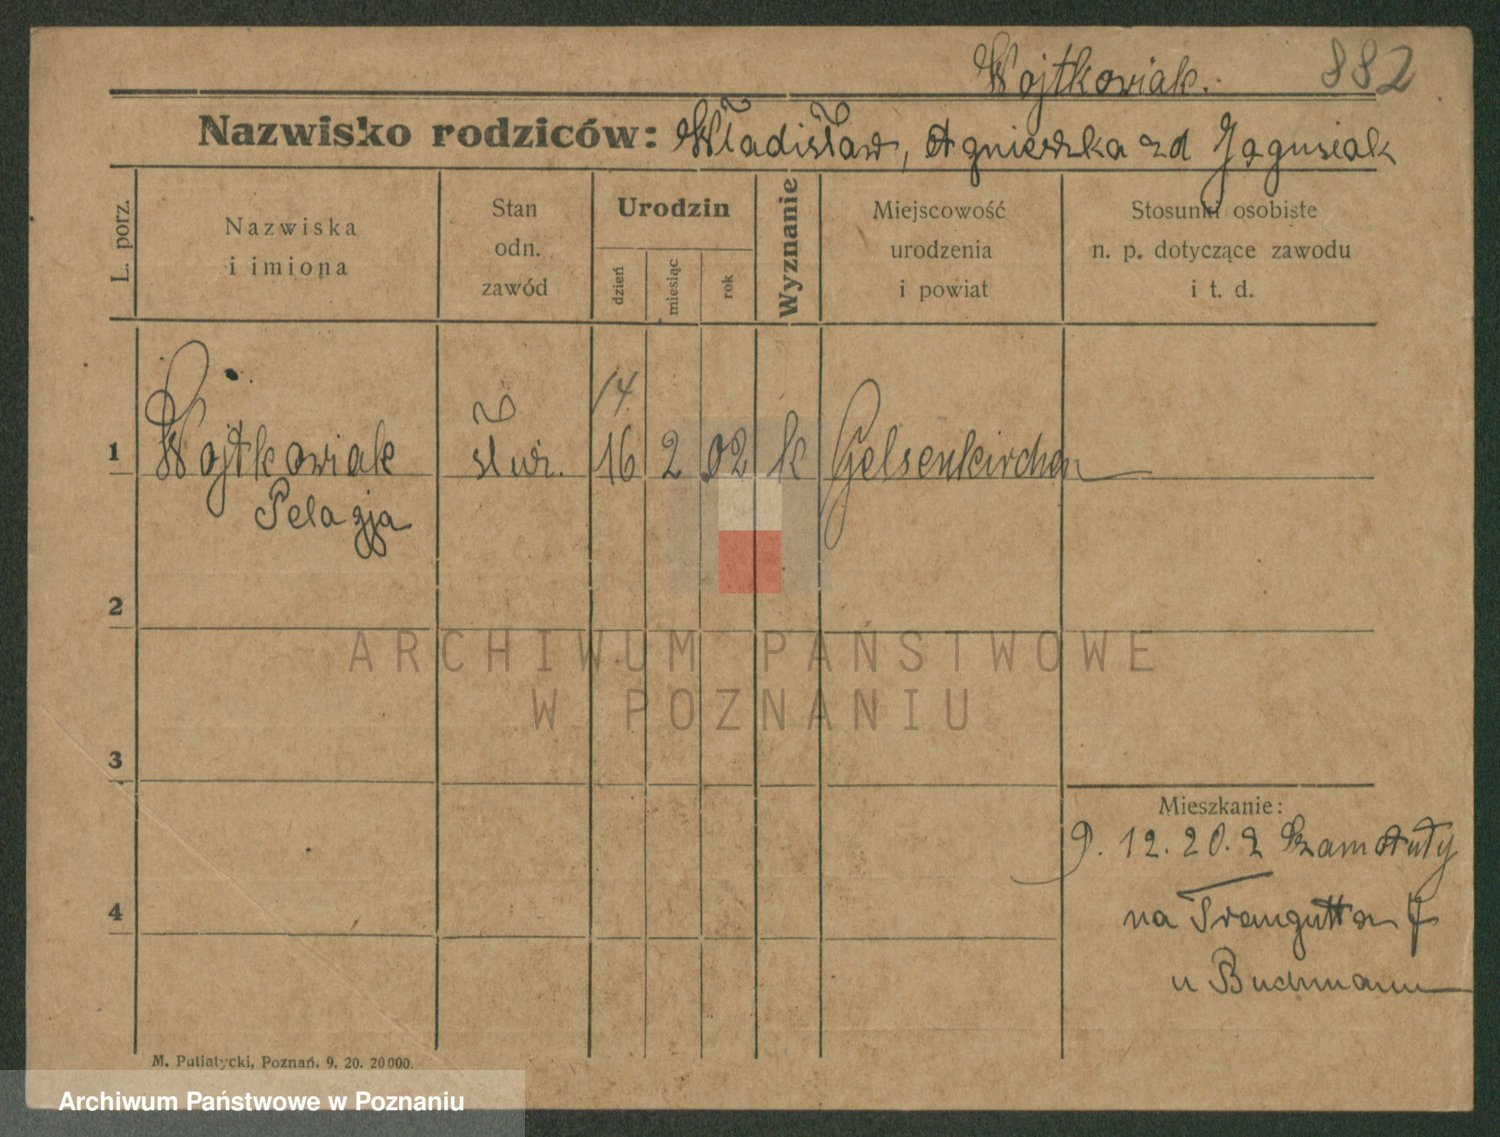 Wojtkowiak. 882
Nazwisko rodziców: Władisław, Agnieszka zd Jagusiak
L. porz.
Nazwiska
i imiona
Stan
odn.
zawód
Urodzin
dzień
miesiąc
rok
Wyznanie
Miejscowość
urodzenia
i powiat
Stosunki osobiste
n. p. dotyczące zawodu
i t. d.
14.
1 Wojtkowiak służ. 16 2 02 k Gelsenkirchen
Pelagja
2
ARCHIWUM PAŃSTWOWE
W POZNANIU
3
Mieszkanie:
9. 12. 20. z Szamotuły
4
na Traugutta
u Buchmann
M. Putiatycki, Poznań. 9. 20. 20000.
Archiwum Państwowe w Poznaniu